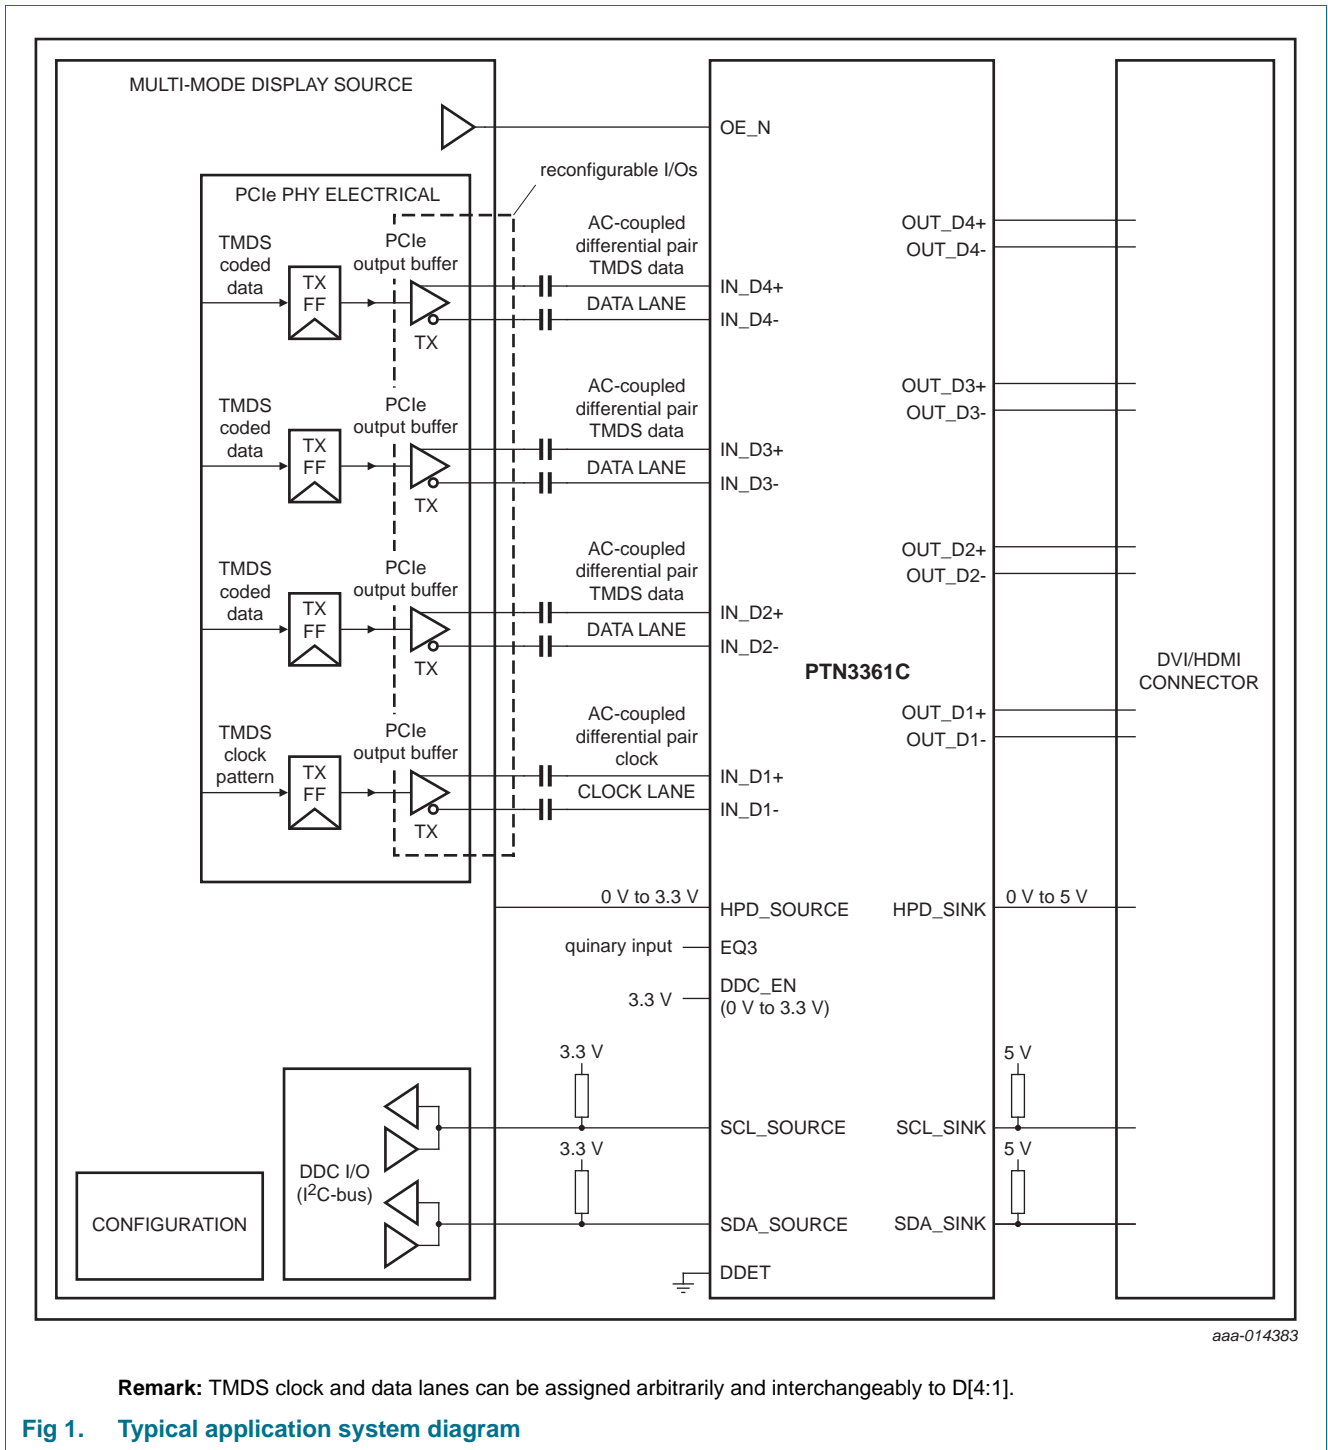 MULTI-MODE DISPLAY SOURCE
OE_N
reconfigurable I/Os
PCIe PHY ELECTRICAL
TMDS
coded
data
TX
FF
PCIe
output buffer
TX
AC-coupled
differential pair
TMDS data
DATA LANE
IN_D4+
IN_D4-
OUT_D4+
OUT_D4-
TMDS
coded
data
TX
FF
PCIe
output buffer
TX
AC-coupled
differential pair
TMDS data
DATA LANE
IN_D3+
IN_D3-
OUT_D3+
OUT_D3-
TMDS
coded
data
TX
FF
PCIe
output buffer
TX
AC-coupled
differential pair
TMDS data
DATA LANE
IN_D2+
IN_D2-
OUT_D2+
OUT_D2-
PTN3361C
DVI/HDMI
CONNECTOR
TMDS
clock
pattern
TX
FF
PCIe
output buffer
TX
AC-coupled
differential pair
clock
CLOCK LANE
IN_D1+
IN_D1-
OUT_D1+
OUT_D1-
0 V to 3.3 V
HPD_SOURCE
HPD_SINK
0 V to 5 V
quinary input
EQ3
3.3 V
DDC_EN
(0 V to 3.3 V)
3.3 V
5 V
SCL_SOURCE
SCL_SINK
3.3 V
5 V
DDC I/O
(I2C-bus)
CONFIGURATION
SDA_SOURCE
SDA_SINK
DDET
aaa-014383
Remark: TMDS clock and data lanes can be assigned arbitrarily and interchangeably to D[4:1].
Fig 1. Typical application system diagram